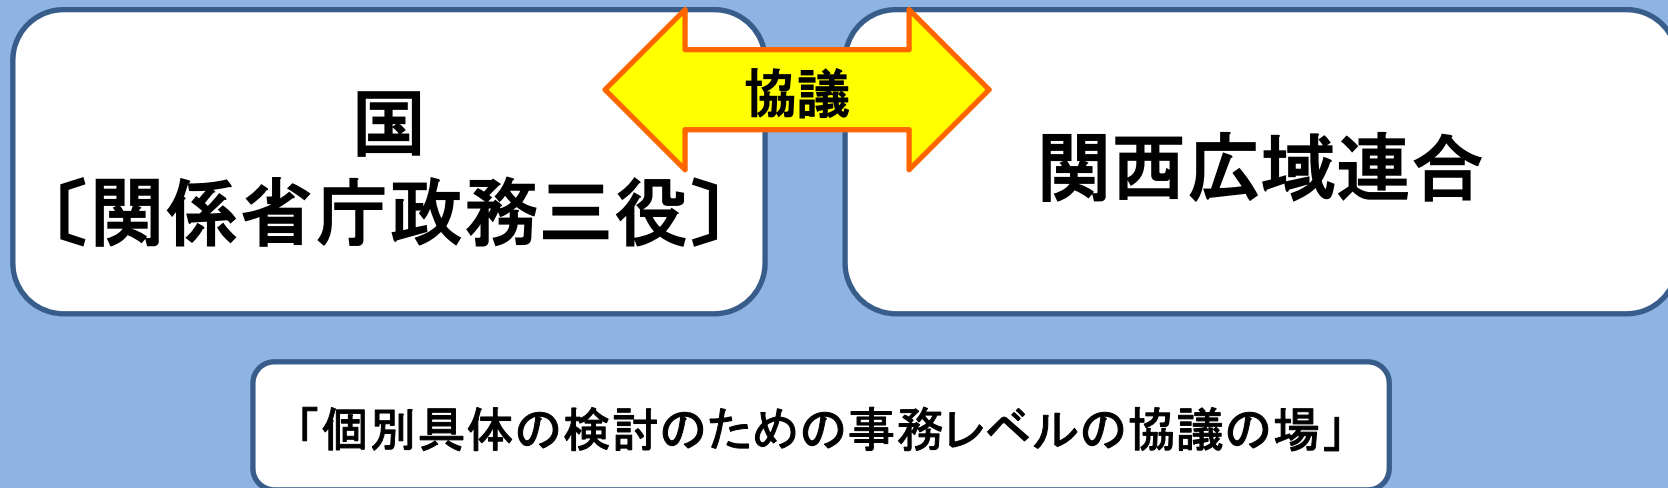 国
〔関係省庁政務三役〕
協議
関西広域連合
「個別具体の検討のための事務レベルの協議の場」